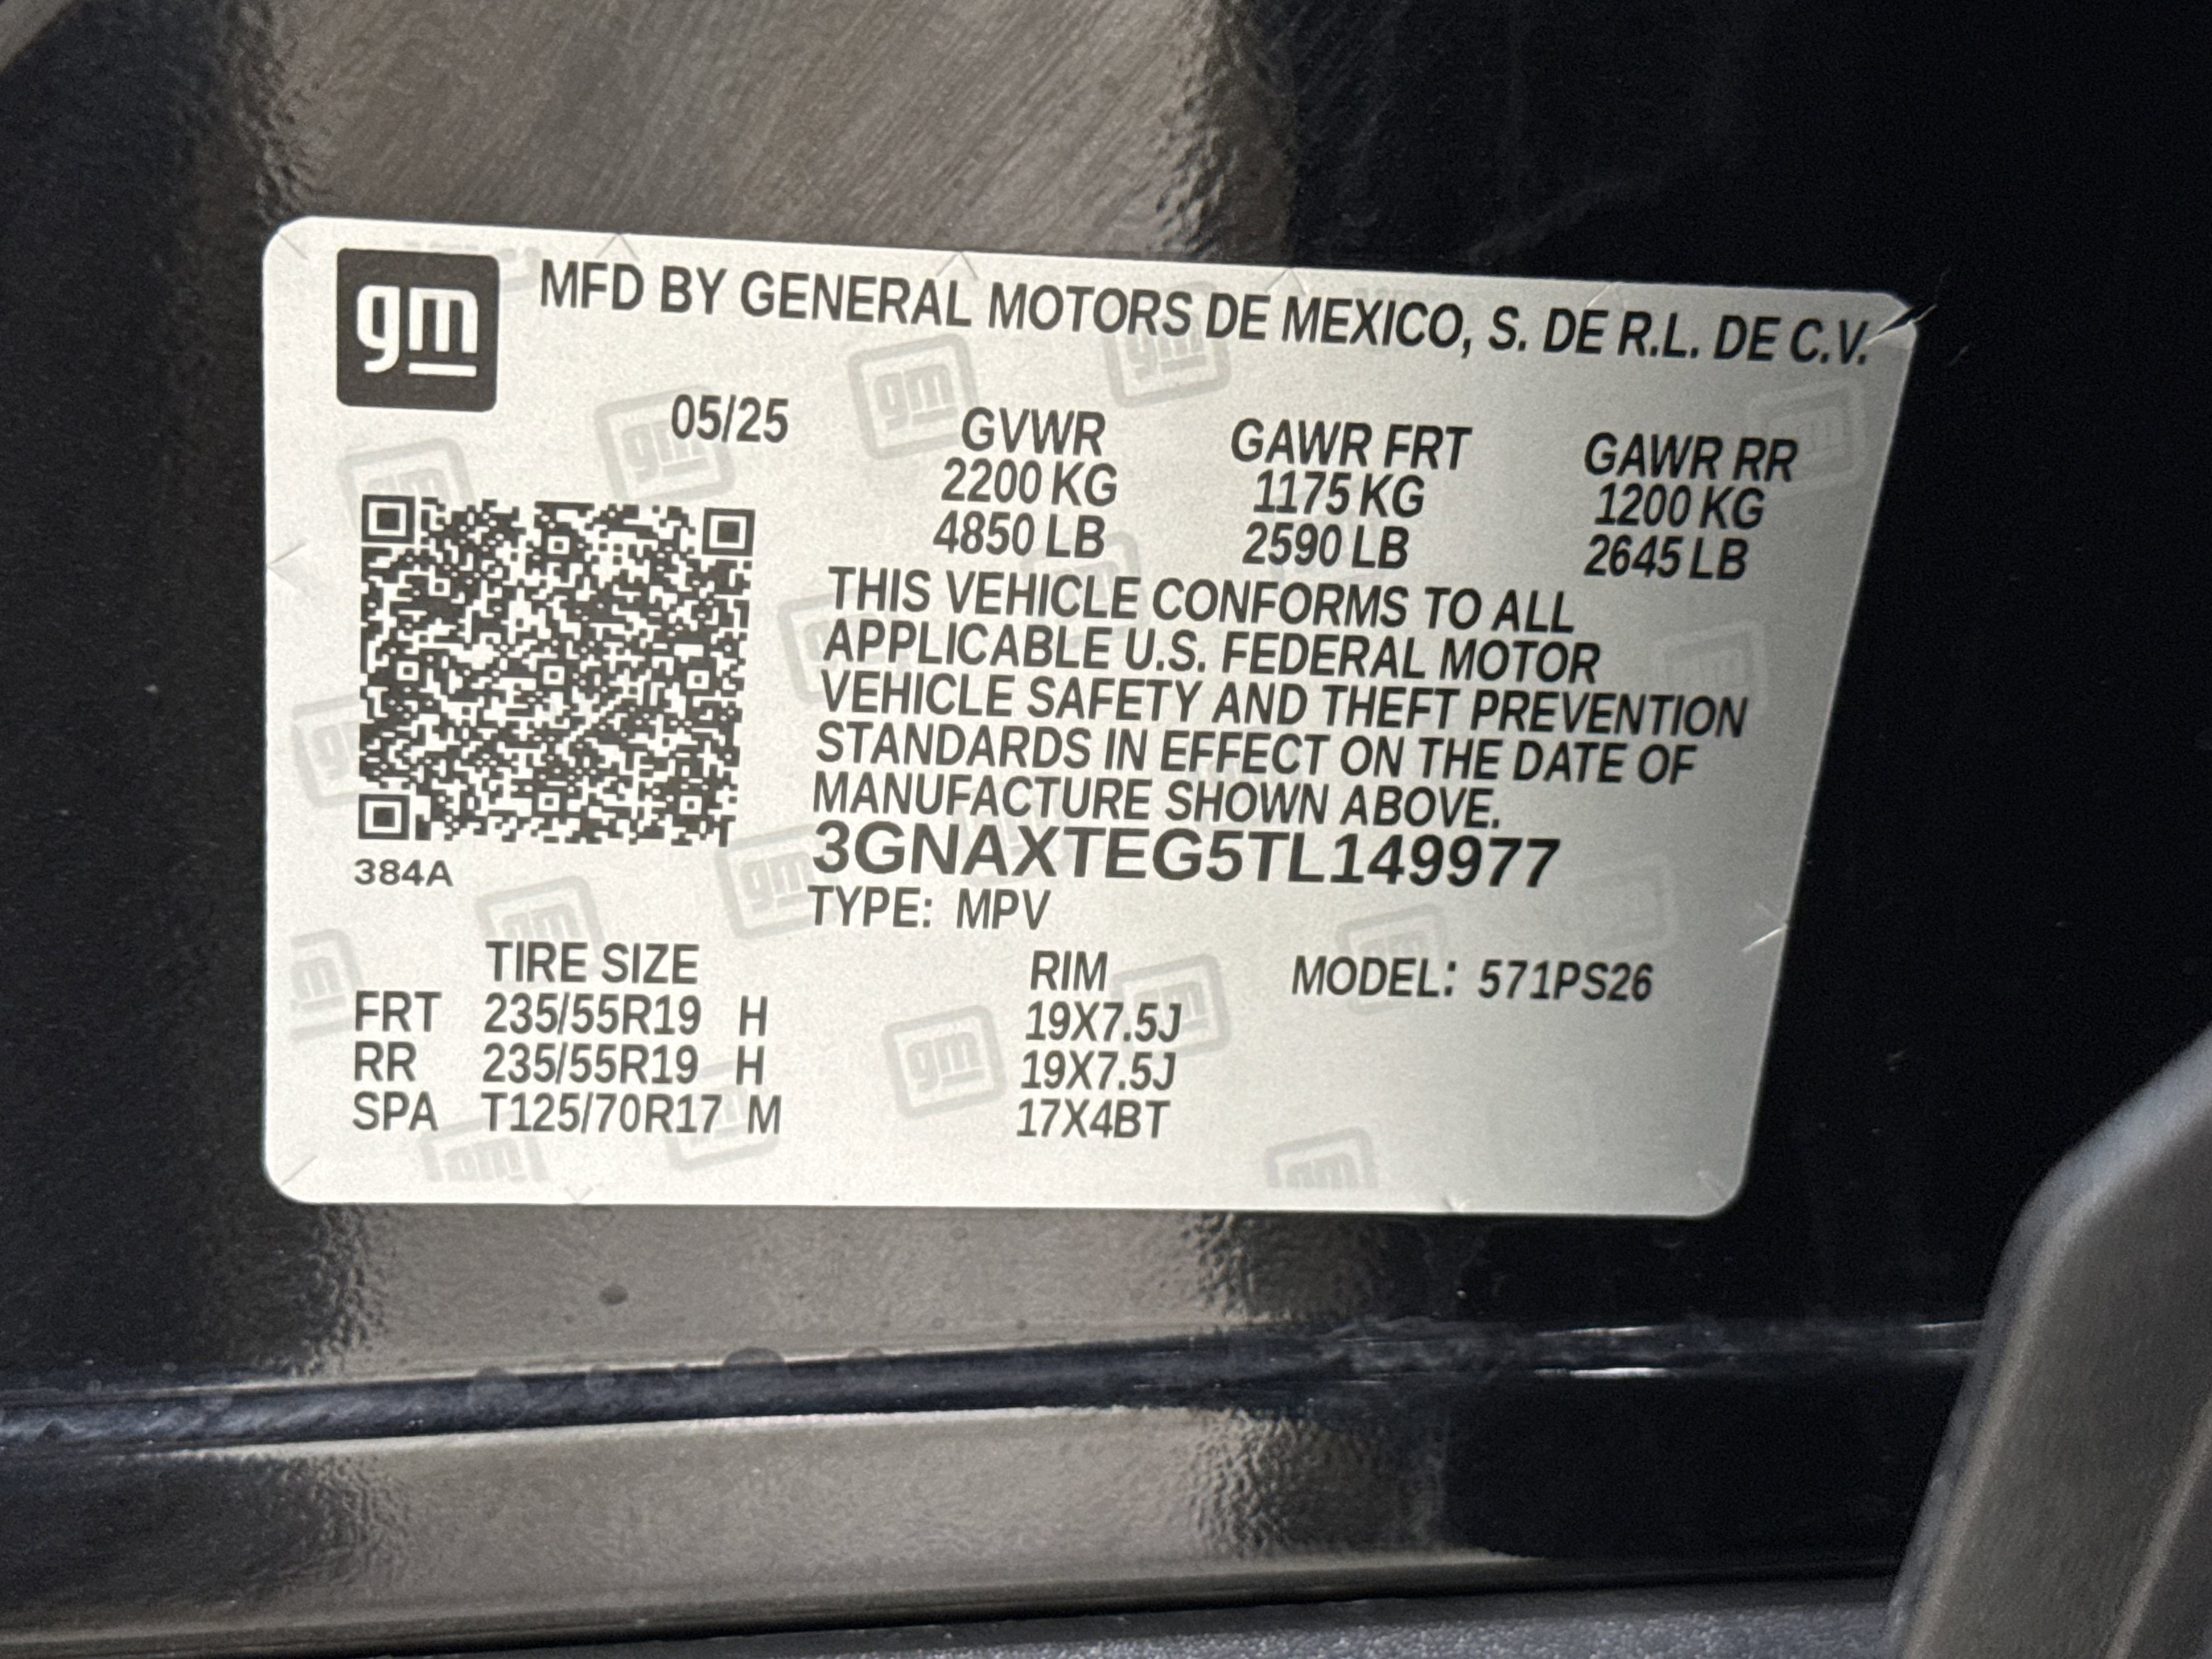 gm MFD BY GENERAL MOTORS DE MEXICO, S. DE R.L. DE C.V.
05/25
GVWR GAWR FRT GAWR RR
2200 KG 1175 KG 1200 KG
4850 LB 2590 LB 2645 LB
THIS VEHICLE CONFORMS TO ALL
APPLICABLE U.S. FEDERAL MOTOR
VEHICLE SAFETY AND THEFT PREVENTION
STANDARDS IN EFFECT ON THE DATE OF
MANUFACTURE SHOWN ABOVE.
3GNAXTEG5TL149977
384A
TYPE: MPV
TIRE SIZE RIM MODEL: 571PS26
FRT 235/55R19 H 19X7.5J
RR 235/55R19 H 19X7.5J
SPA T125/70R17 M 17X4BT